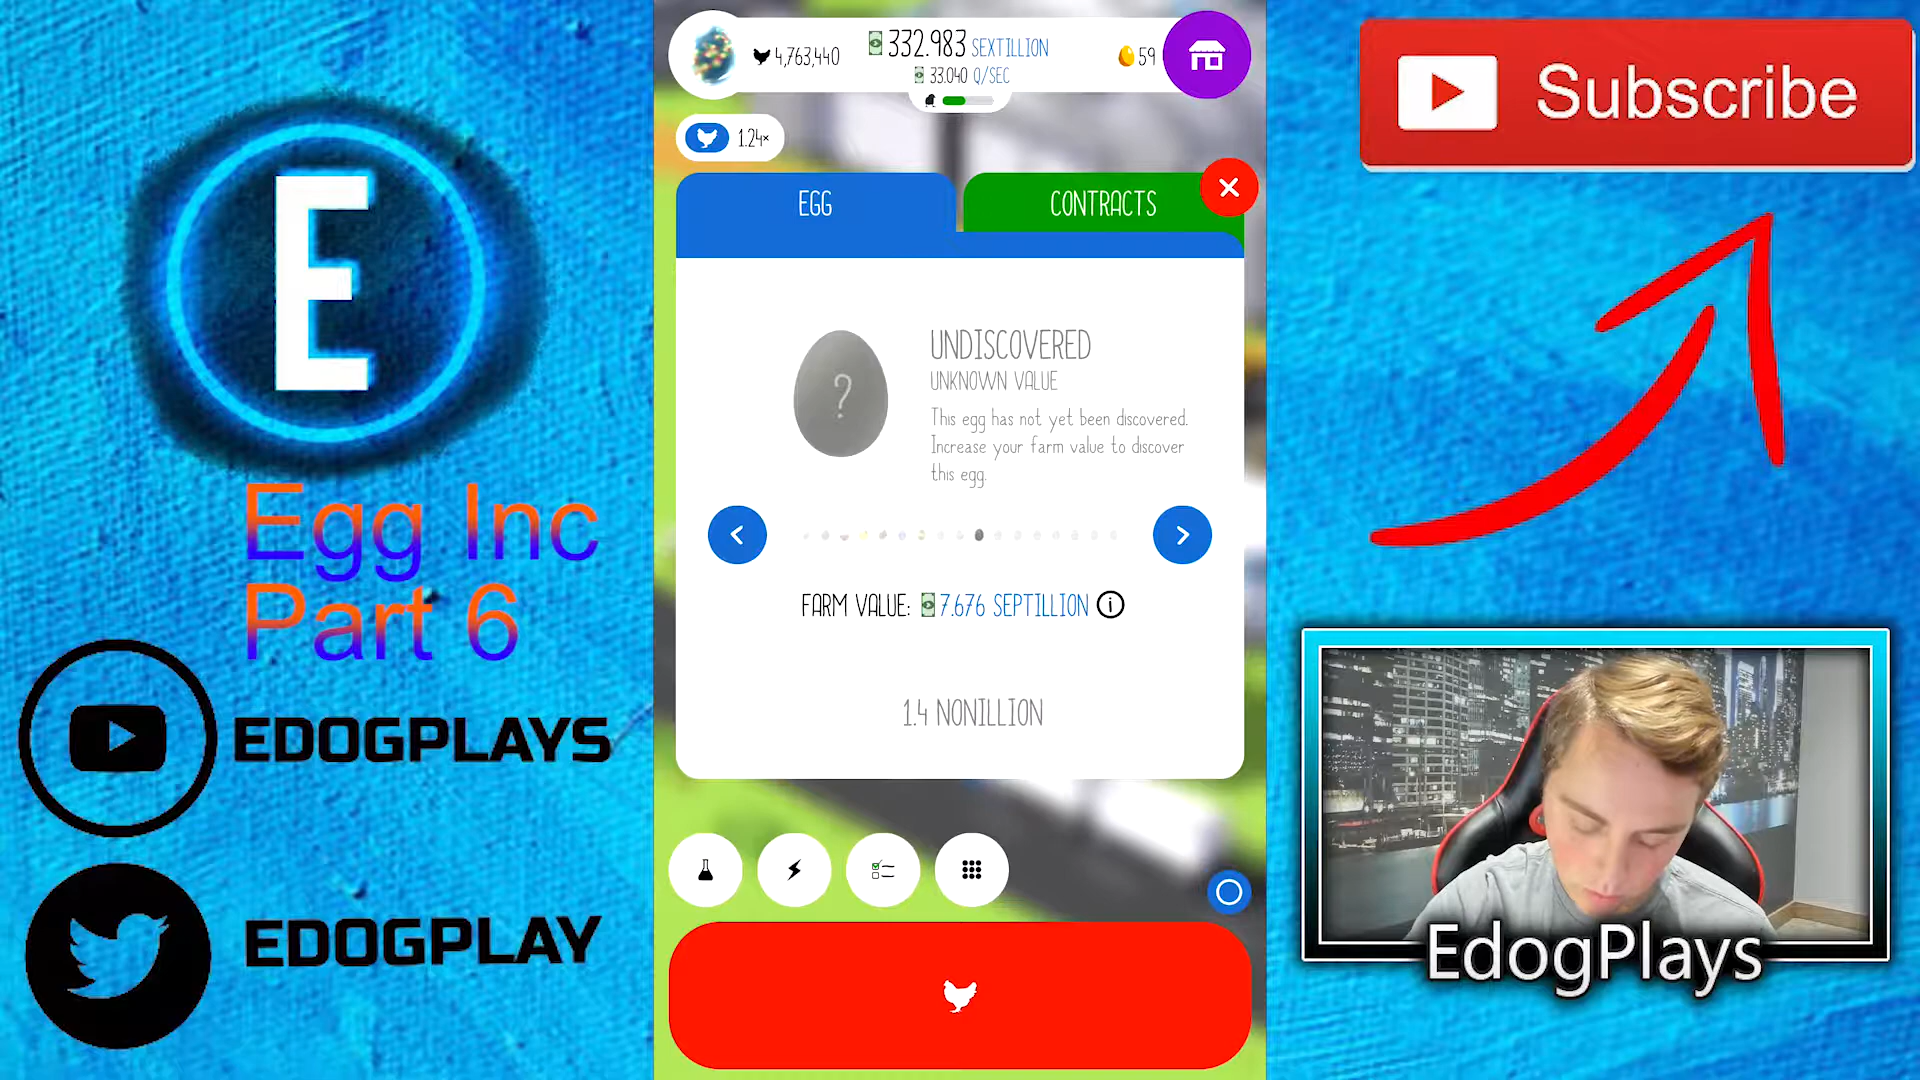 E
Egg Inc
Part 6
EDOGPLAYS
EDOGPLAY
4,763,440
332.983 SEXTILLION
33.040 Q/SEC
59
1.24x
EGG
CONTRACTS
?
UNDISCOVERED
UNKNOWN VALUE
This egg has not yet been discovered.
Increase your farm value to discover
this egg.
FARM VALUE: 7.676 SEPTILLION
1.4 NONILLION
Subscribe
EdogPlays